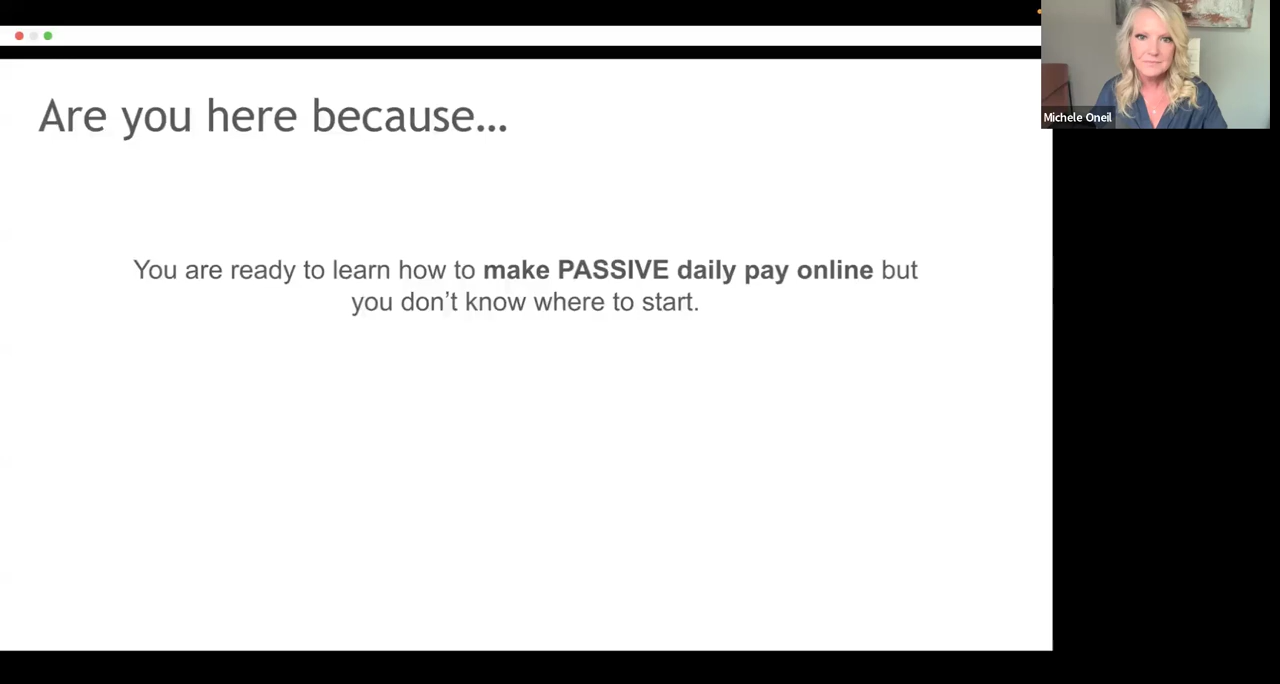 Are you here because…
You are ready to learn how to make PASSIVE daily pay online but
you don’t know where to start.
Michele Oneil